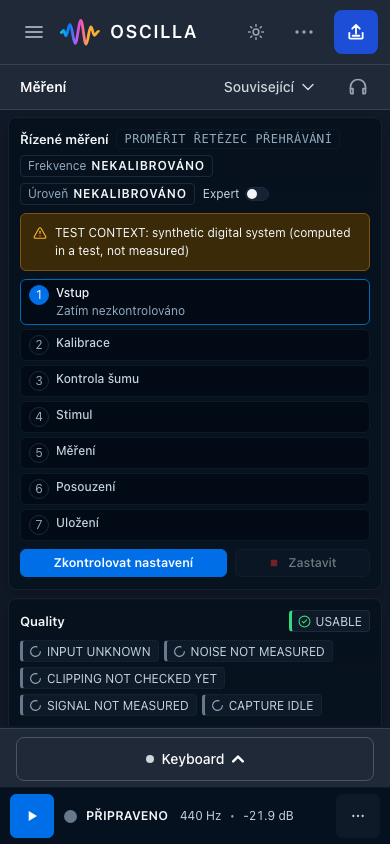 OSCILLA
Měření
Související
Řízené měření PROMĚŘIT ŘETĚZEC PŘEHRÁVÁNÍ
Frekvence NEKALIBROVÁNO
Úroveň NEKALIBROVÁNO Expert
TEST CONTEXT: synthetic digital system (computed
in a test, not measured)
1 Vstup
Zatím nezkontrolováno
2 Kalibrace
3 Kontrola šumu
4 Stimul
5 Měření
6 Posouzení
7 Uložení
Zkontrolovat nastavení Zastavit
Quality USABLE
INPUT UNKNOWN NOISE NOT MEASURED
CLIPPING NOT CHECKED YET
SIGNAL NOT MEASURED CAPTURE IDLE
Keyboard
PŘIPRAVENO 440 Hz • -21.9 dB